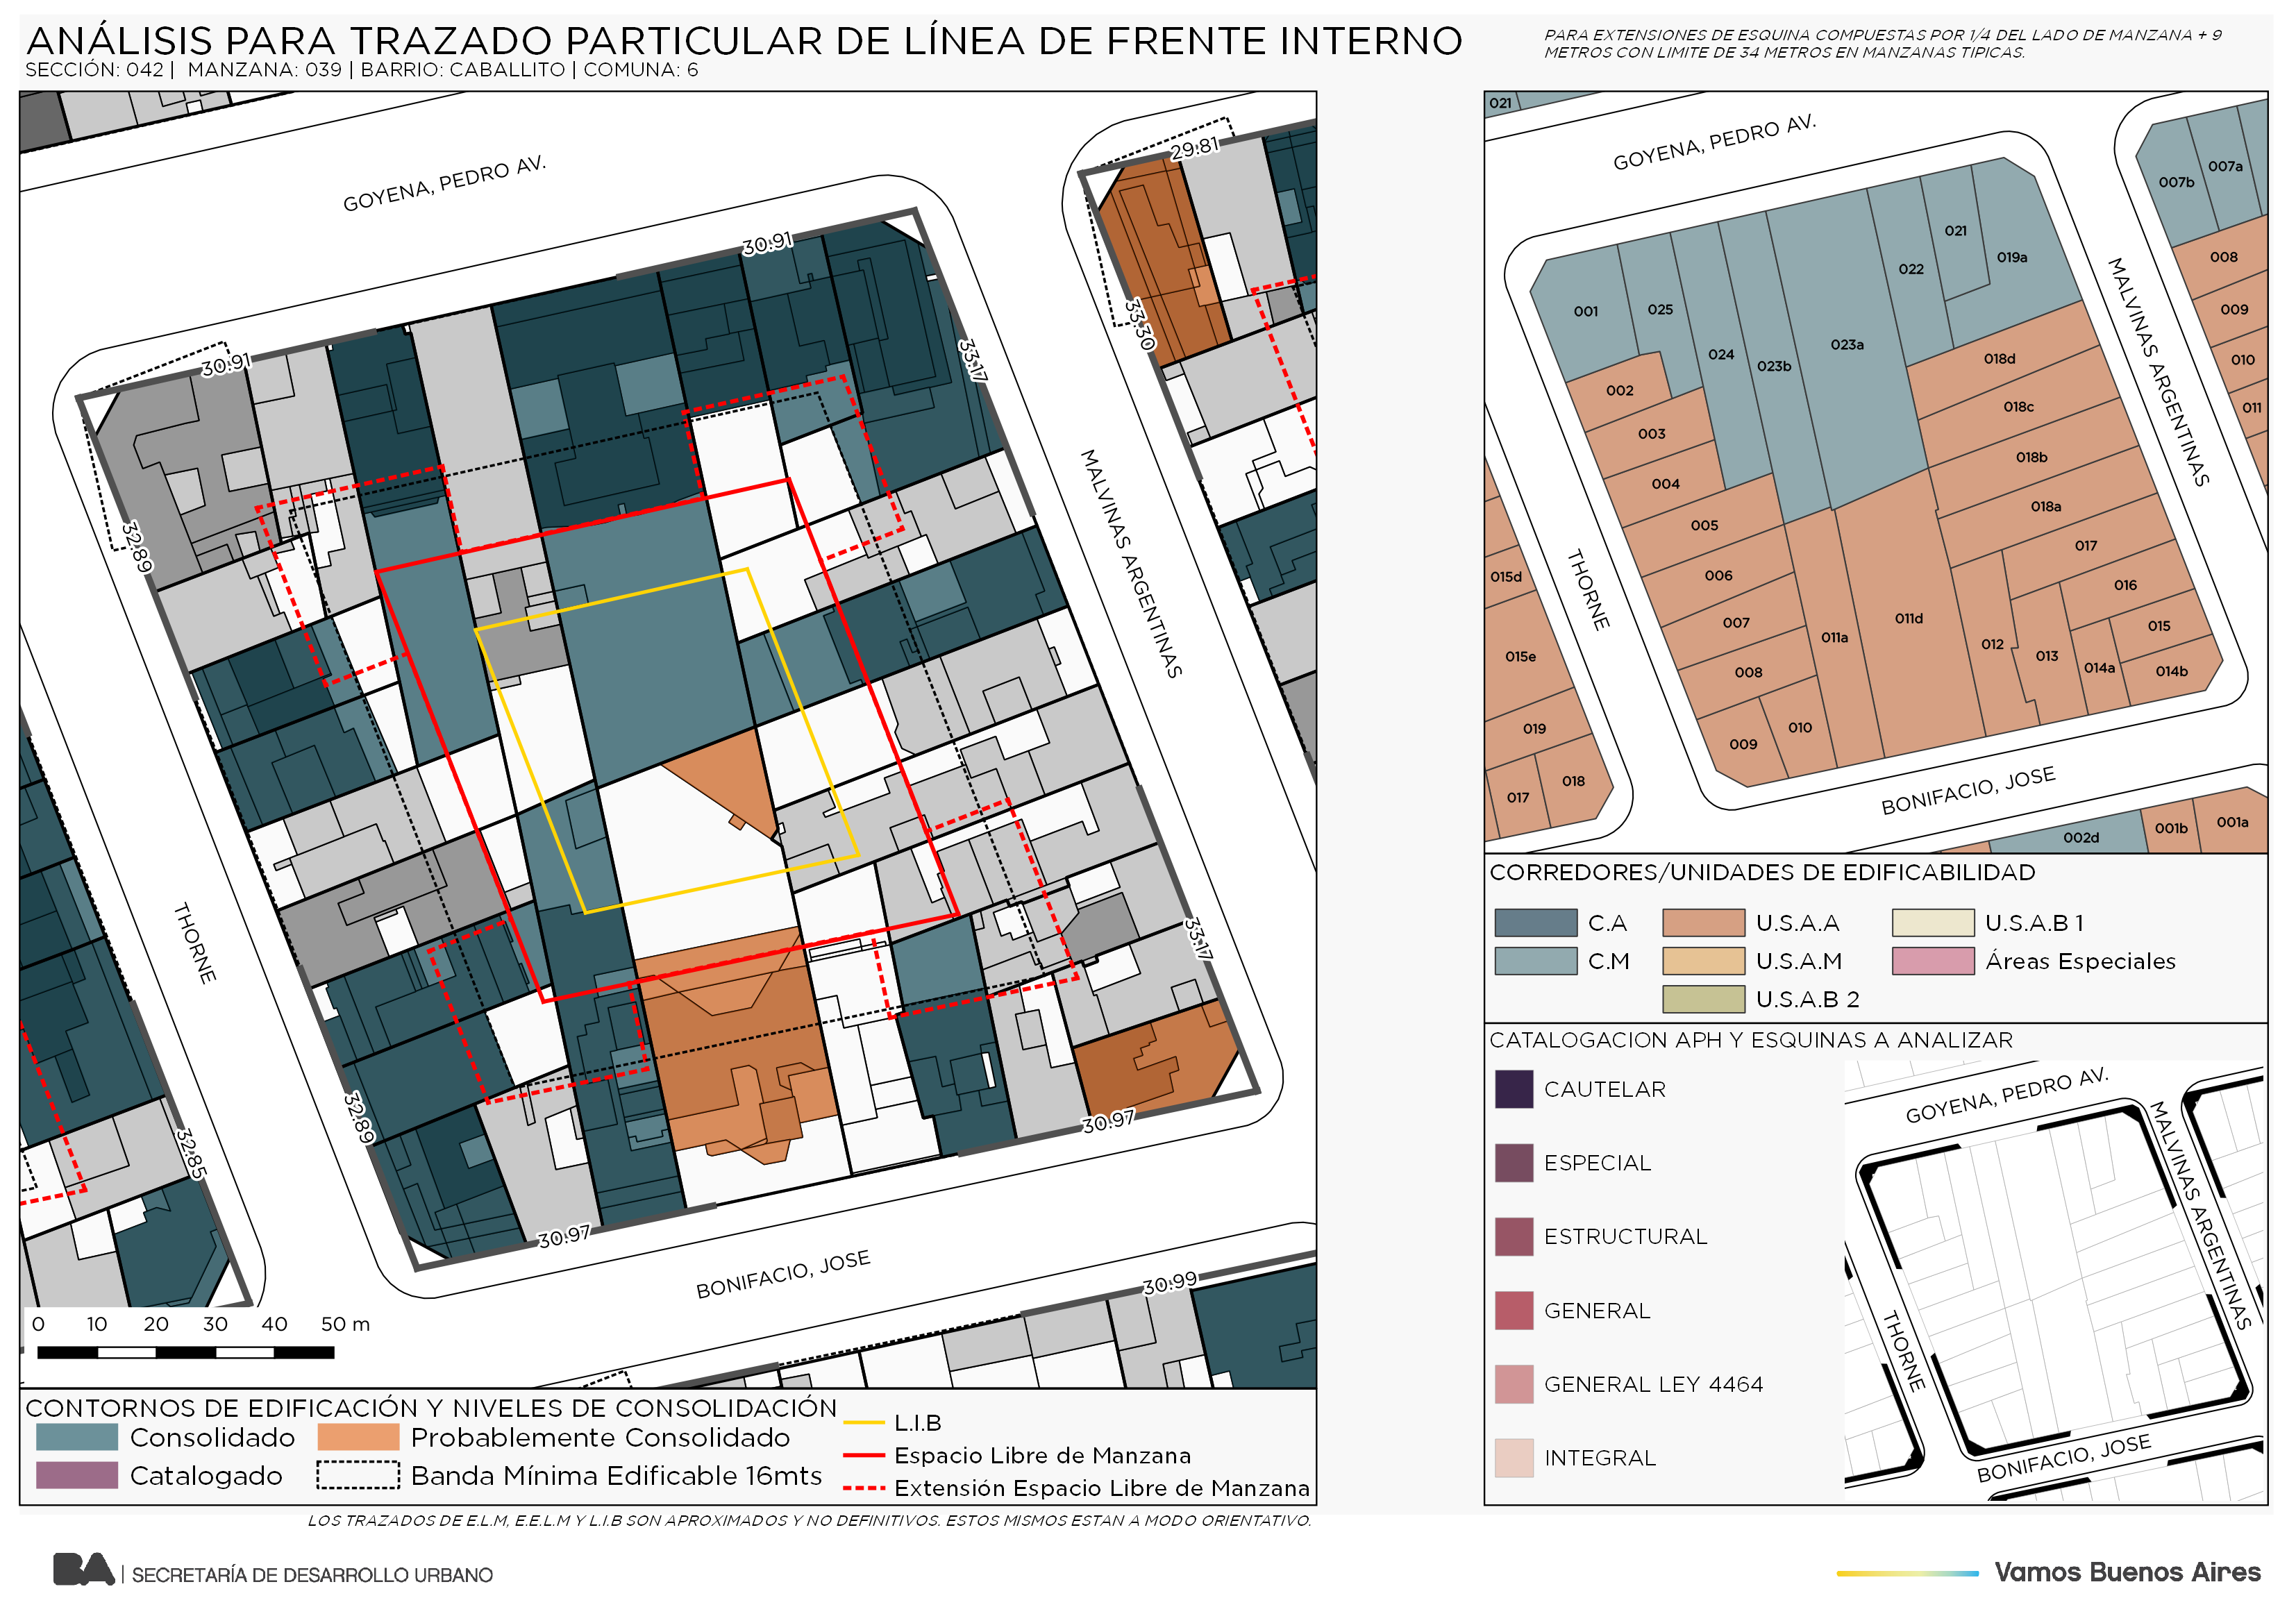 ANÁLISIS PARA TRAZADO PARTICULAR DE LÍNEA DE FRENTE INTERNO
SECCIÓN: 042 | MANZANA: 039 | BARRIO: CABALLITO | COMUNA: 6
PARA EXTENSIONES DE ESQUINA COMPUESTAS POR 1/4 DEL LADO DE MANZANA + 9
METROS CON LIMITE DE 34 METROS EN MANZANAS TIPICAS.
GOYENA, PEDRO AV.
29.81
30.91
30.91
33.30
33.17
32.89
MALVINAS ARGENTINAS
THORNE
33.17
32.89
30.97
32.85
30.97
BONIFACIO, JOSE
30.99
0 10 20 30 40 50 m
CONTORNOS DE EDIFICACIÓN Y NIVELES DE CONSOLIDACIÓN
Consolidado
Probablemente Consolidado
Catalogado
Banda Mínima Edificable 16mts
L.I.B
Espacio Libre de Manzana
Extensión Espacio Libre de Manzana
LOS TRAZADOS DE E.L.M, E.E.L.M Y L.I.B SON APROXIMADOS Y NO DEFINITIVOS. ESTOS MISMOS ESTAN A MODO ORIENTATIVO.
021
GOYENA, PEDRO AV.
007a
007b
021
019a
008
022
MALVINAS ARGENTINAS
001
025
009
023a
024
018d
010
023b
002
018c
011
003
018b
004
018a
005
017
015d
006
016
THORNE
011d
007
015
011a
012
013
015e
014a
008
014b
019
010
009
018
017
BONIFACIO, JOSE
002d
001b
001a
CORREDORES/UNIDADES DE EDIFICABILIDAD
C.A
U.S.A.A
U.S.A.B 1
C.M
U.S.A.M
Áreas Especiales
U.S.A.B 2
CATALOGACION APH Y ESQUINAS A ANALIZAR
CAUTELAR
ESPECIAL
ESTRUCTURAL
GENERAL
GENERAL LEY 4464
INTEGRAL
GOYENA, PEDRO AV.
MALVINAS ARGENTINAS
THORNE
BONIFACIO, JOSE
BA | SECRETARÍA DE DESARROLLO URBANO
Vamos Buenos Aires